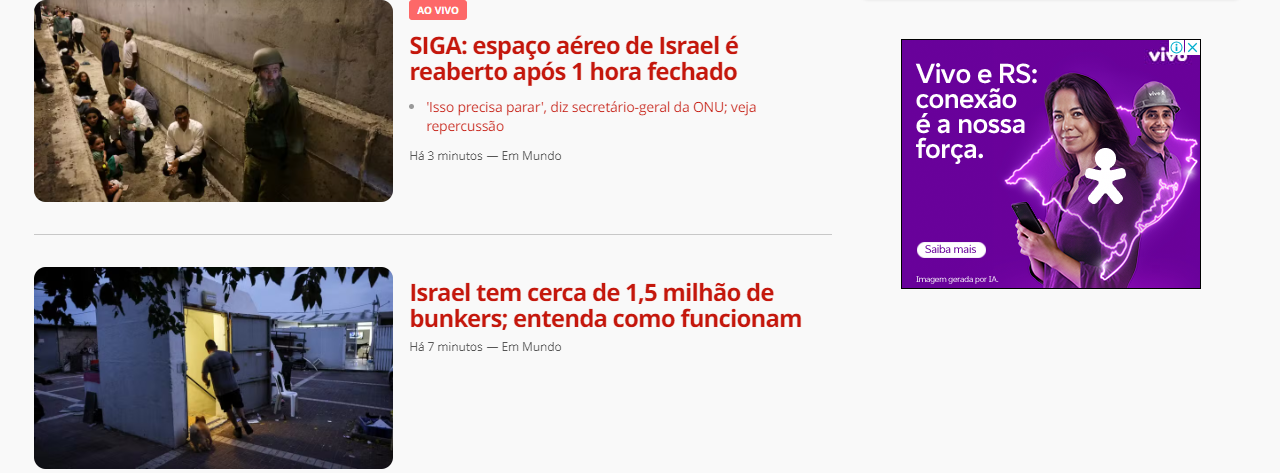 AO VIVO
SIGA: espaço aéreo de Israel é
reaberto após 1 hora fechado
'Isso precisa parar', diz secretário-geral da ONU; veja
repercussão
Há 3 minutos — Em Mundo
Israel tem cerca de 1,5 milhão de
bunkers; entenda como funcionam
Há 7 minutos — Em Mundo
vivo
Vivo e RS:
conexão
é a nossa
força.
vivo
Saiba mais
Imagem gerada por IA.